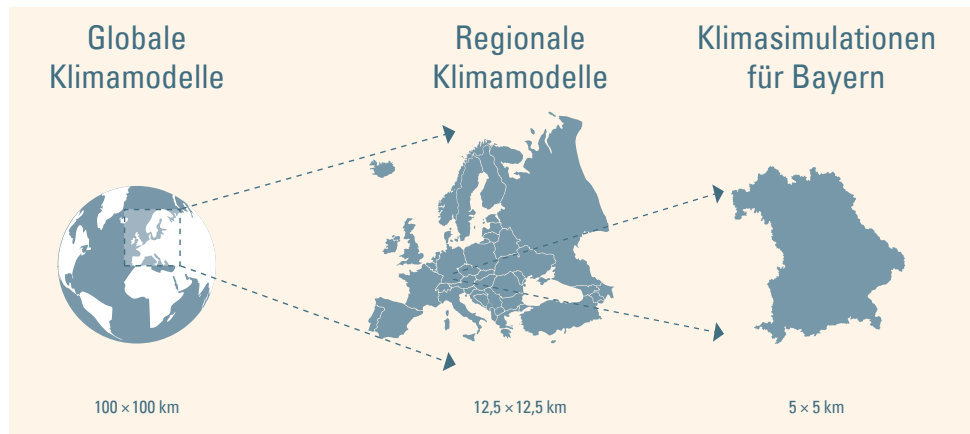 Globale
Klimamodelle
Regionale
Klimamodelle
Klimasimulationen
für Bayern
100 × 100 km
12,5 × 12,5 km
5 × 5 km